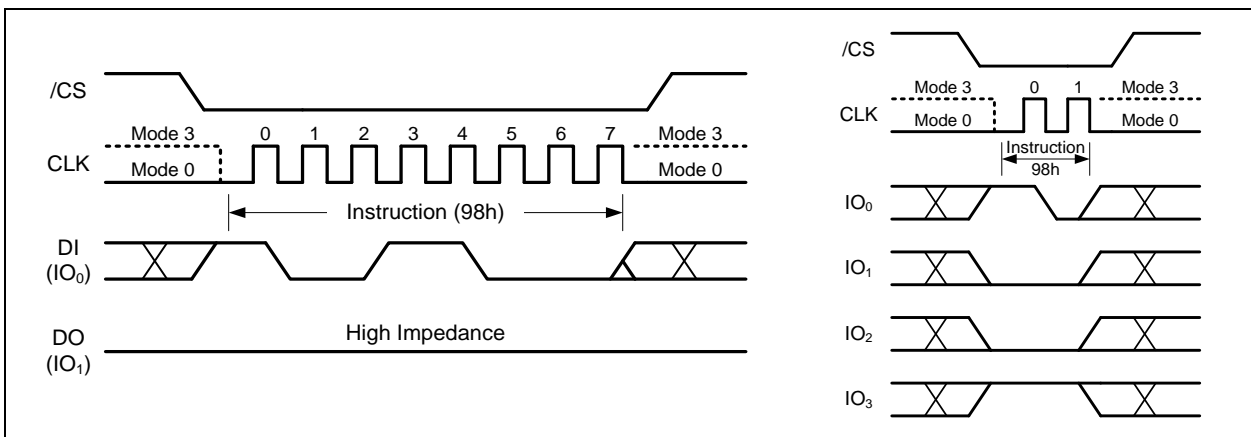 /CS
Mode 3 0 1 2 3 4 5 6 7 Mode 3
CLK Mode 0 Mode 0
Instruction (98h)
DI
(IO₀)
DO High Impedance
(IO₁)
/CS
Mode 3 0 1 Mode 3
CLK Mode 0 Mode 0
Instruction
98h
IO₀
IO₁
IO₂
IO₃